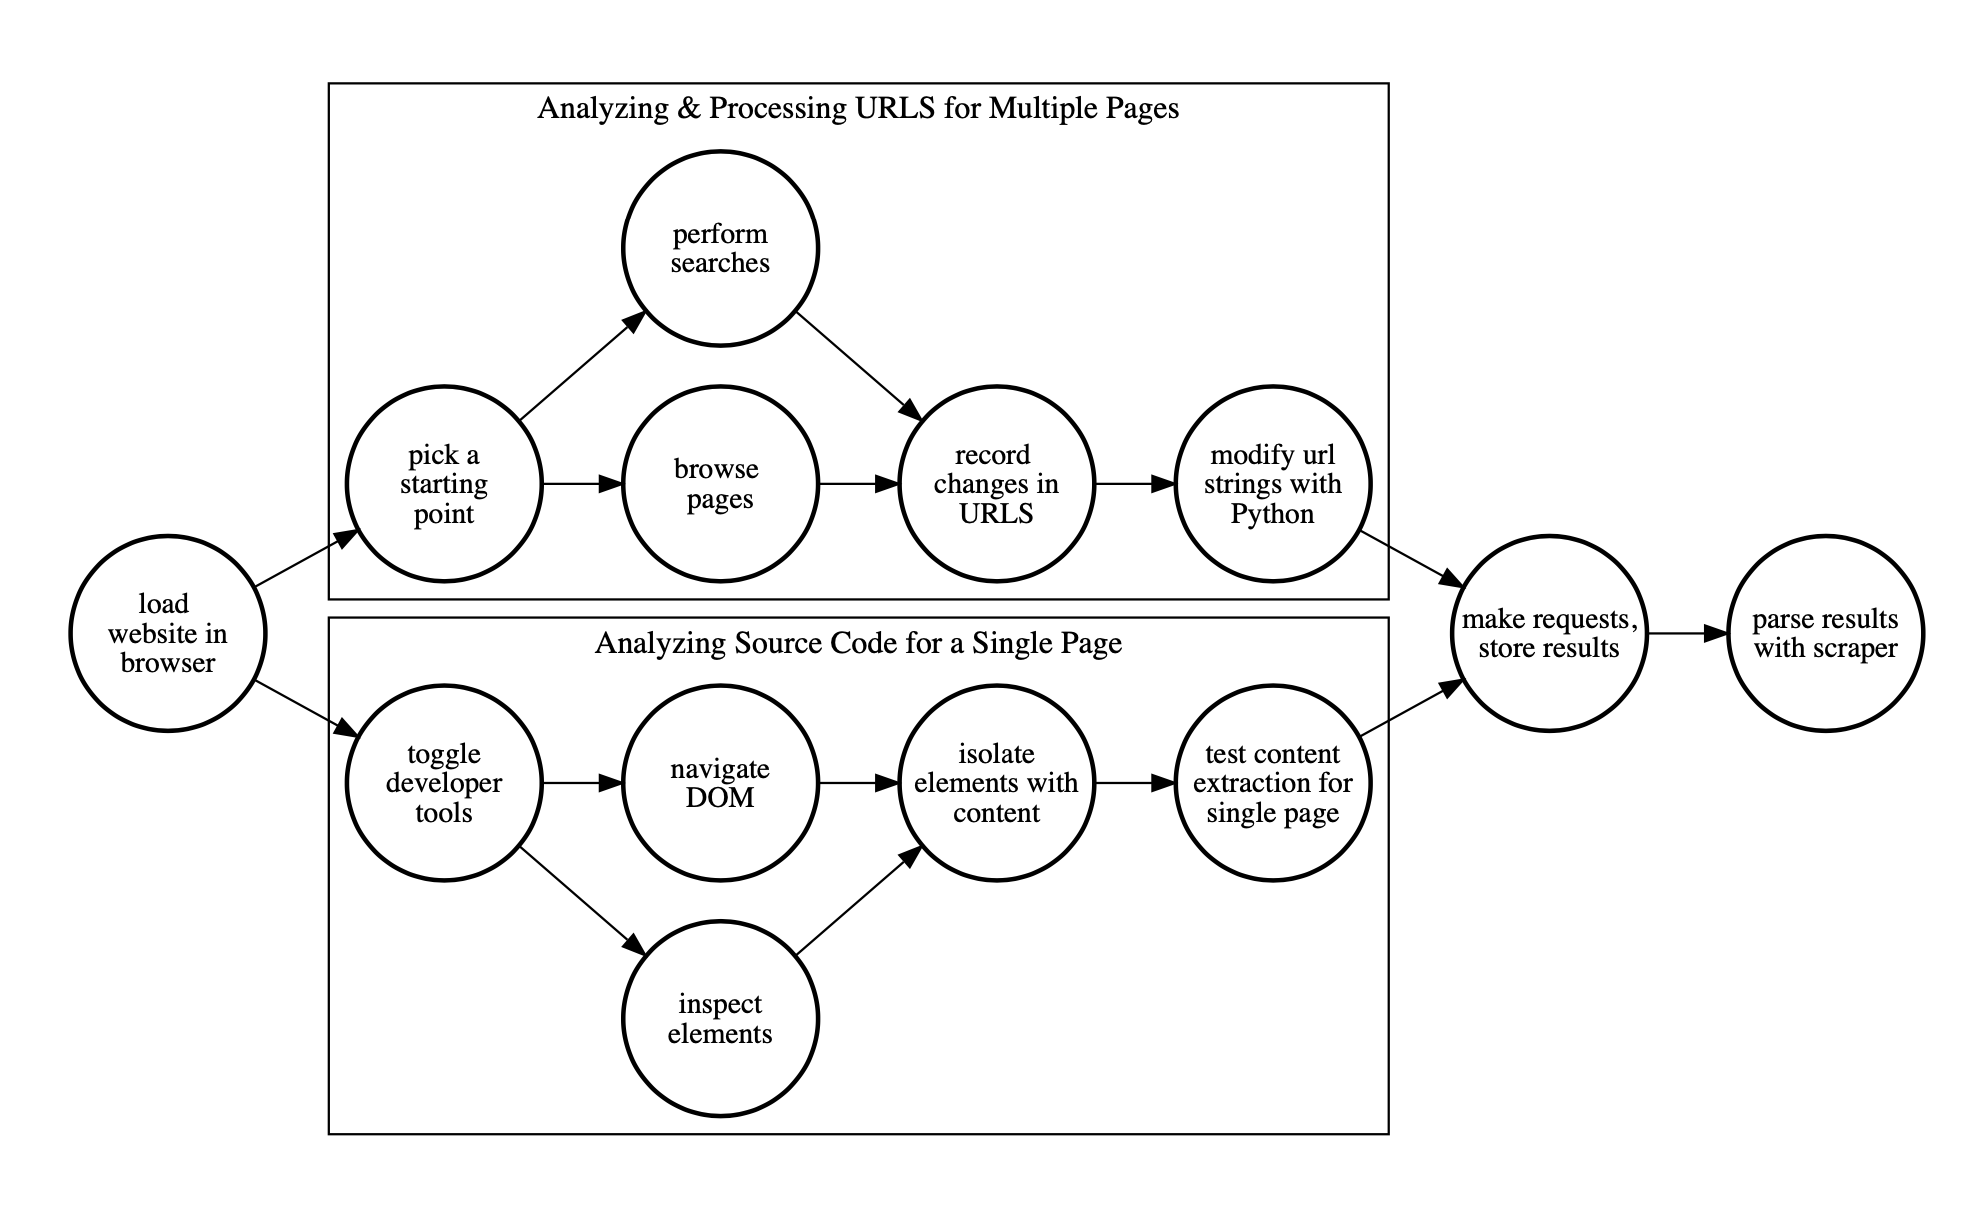 Analyzing & Processing URLS for Multiple Pages
perform
searches
pick a
starting
point
browse
pages
record
changes in
URLS
modify url
strings with
Python
load
website in
browser
make requests,
store results
parse results
with scraper
Analyzing Source Code for a Single Page
toggle
developer
tools
navigate
DOM
isolate
elements with
content
test content
extraction for
single page
inspect
elements